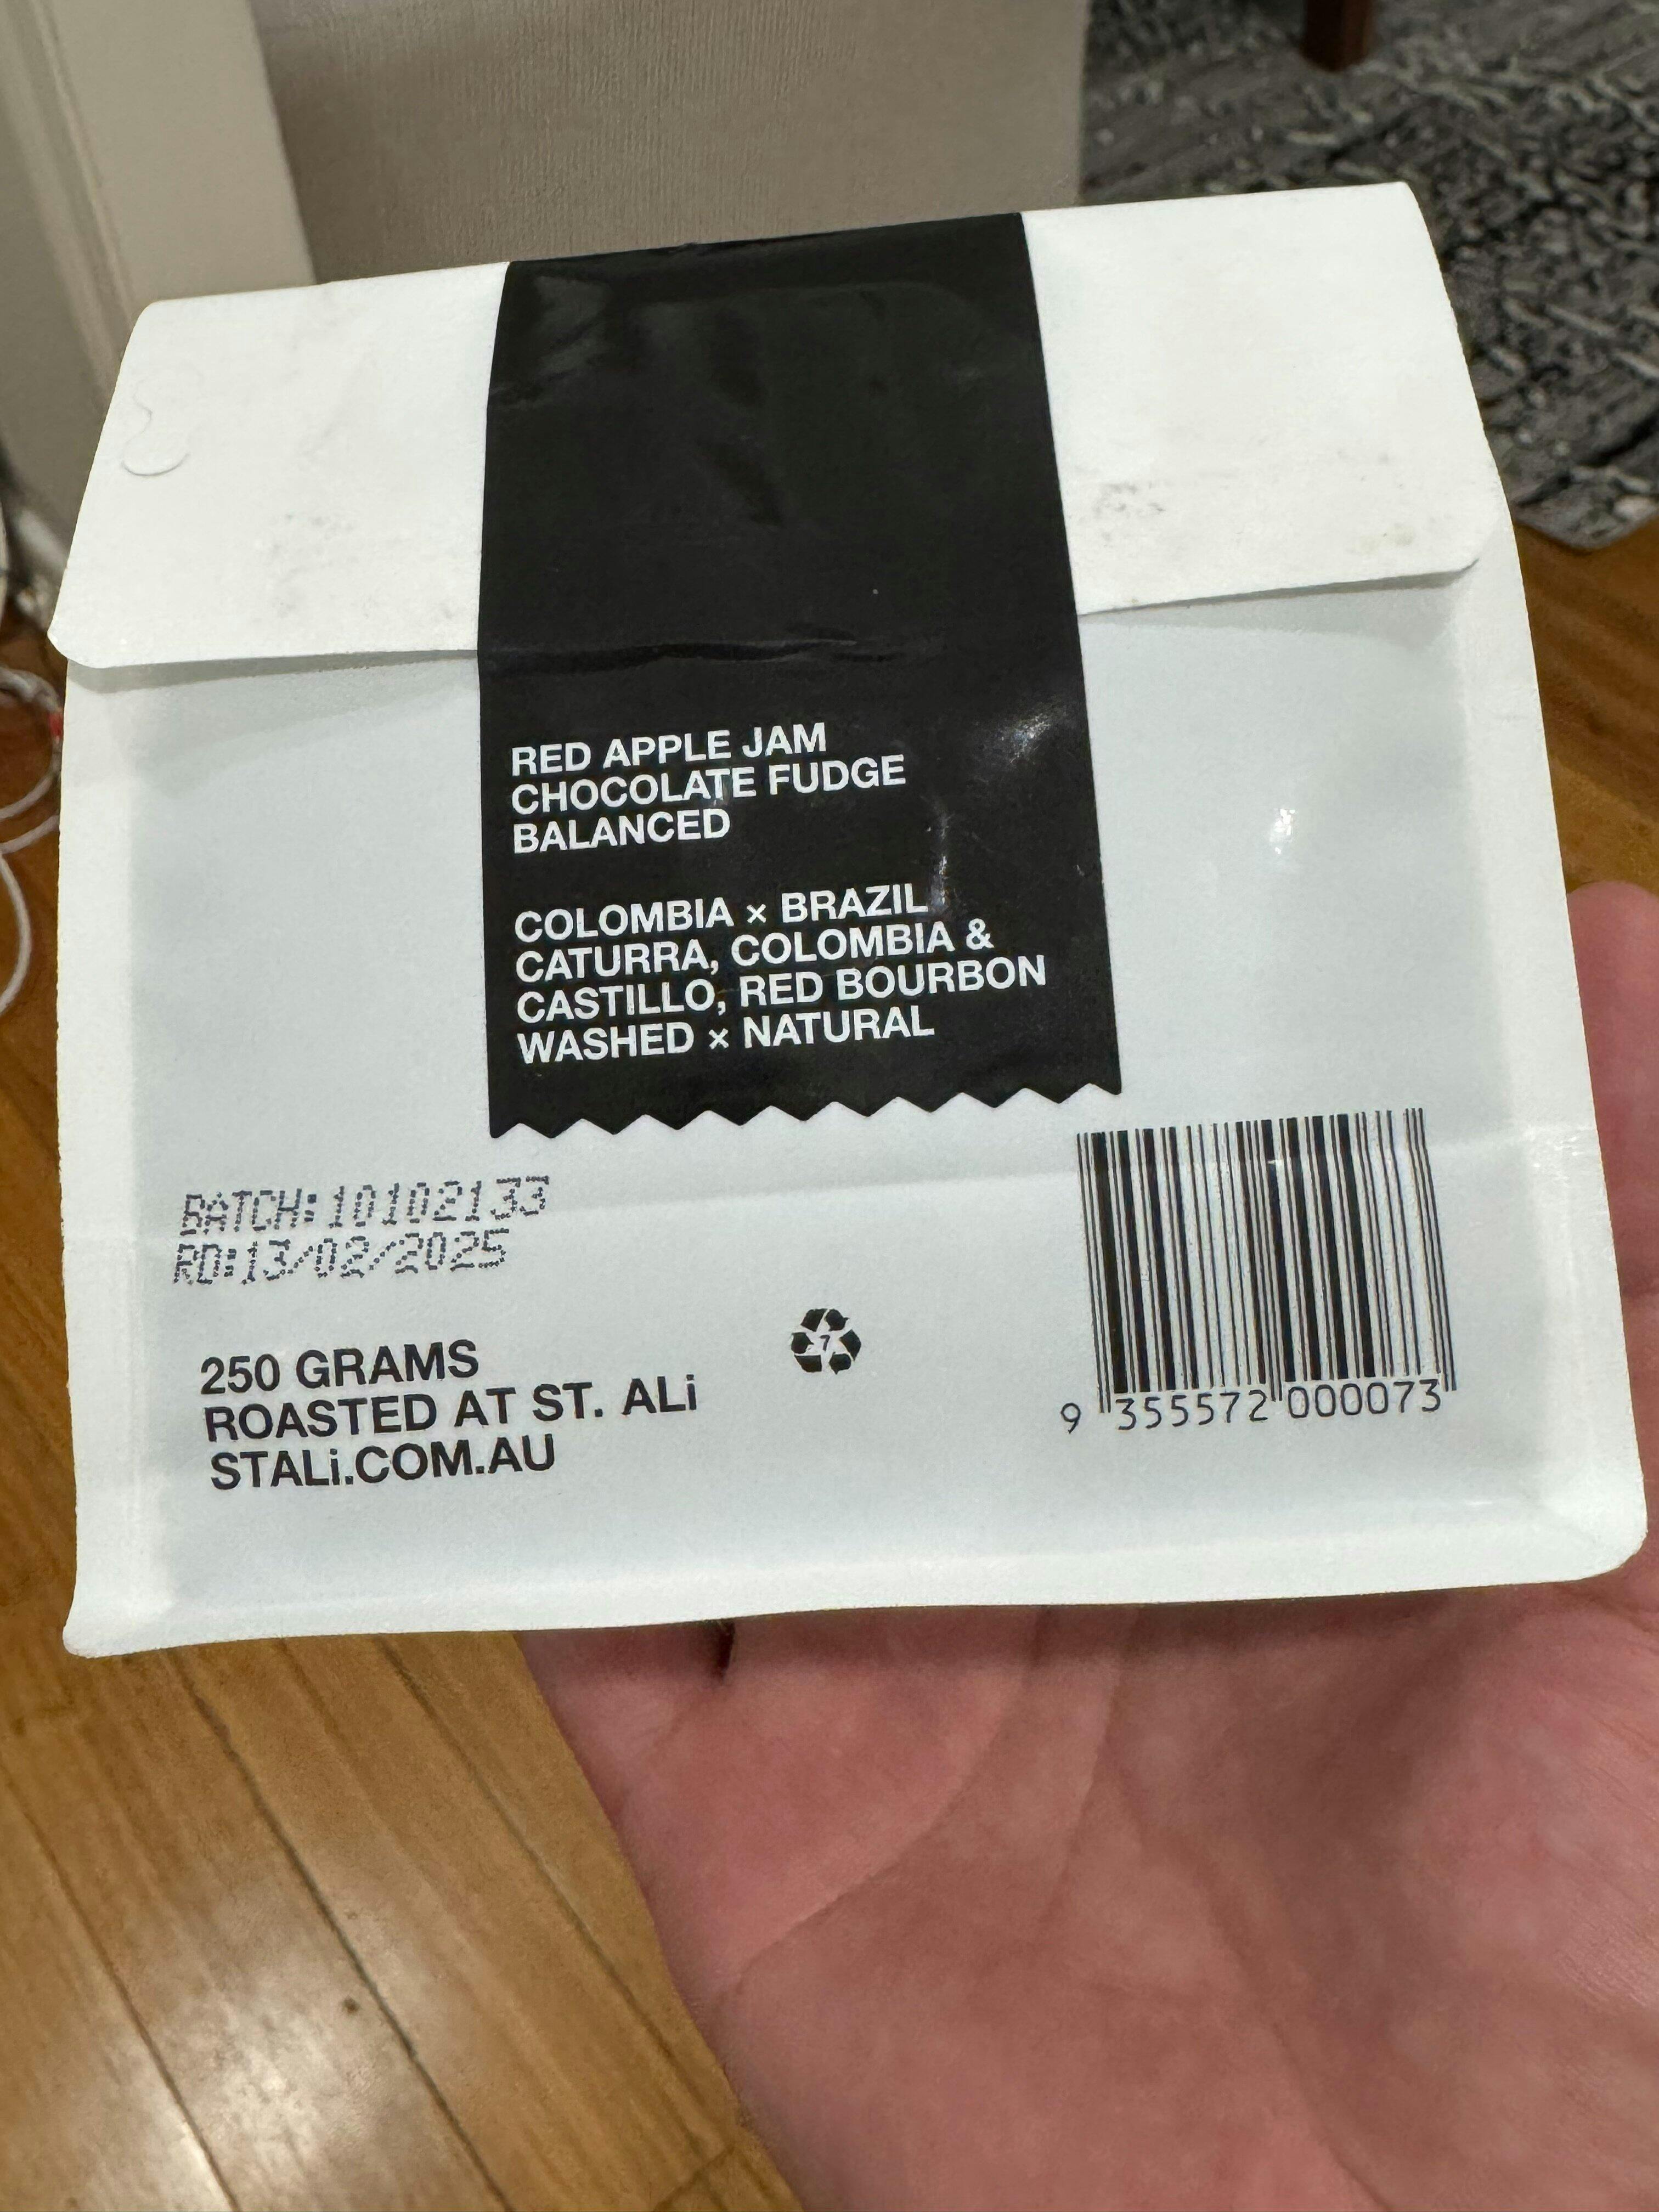 RED APPLE JAM
CHOCOLATE FUDGE
BALANCED
COLOMBIA × BRAZIL
CATURRA, COLOMBIA &
CASTILLO, RED BOURBON
WASHED × NATURAL
BATCH:10102133
RD:13/02/2025
250 GRAMS
ROASTED AT ST. ALi
STALi.COM.AU
7
9 355572 000073